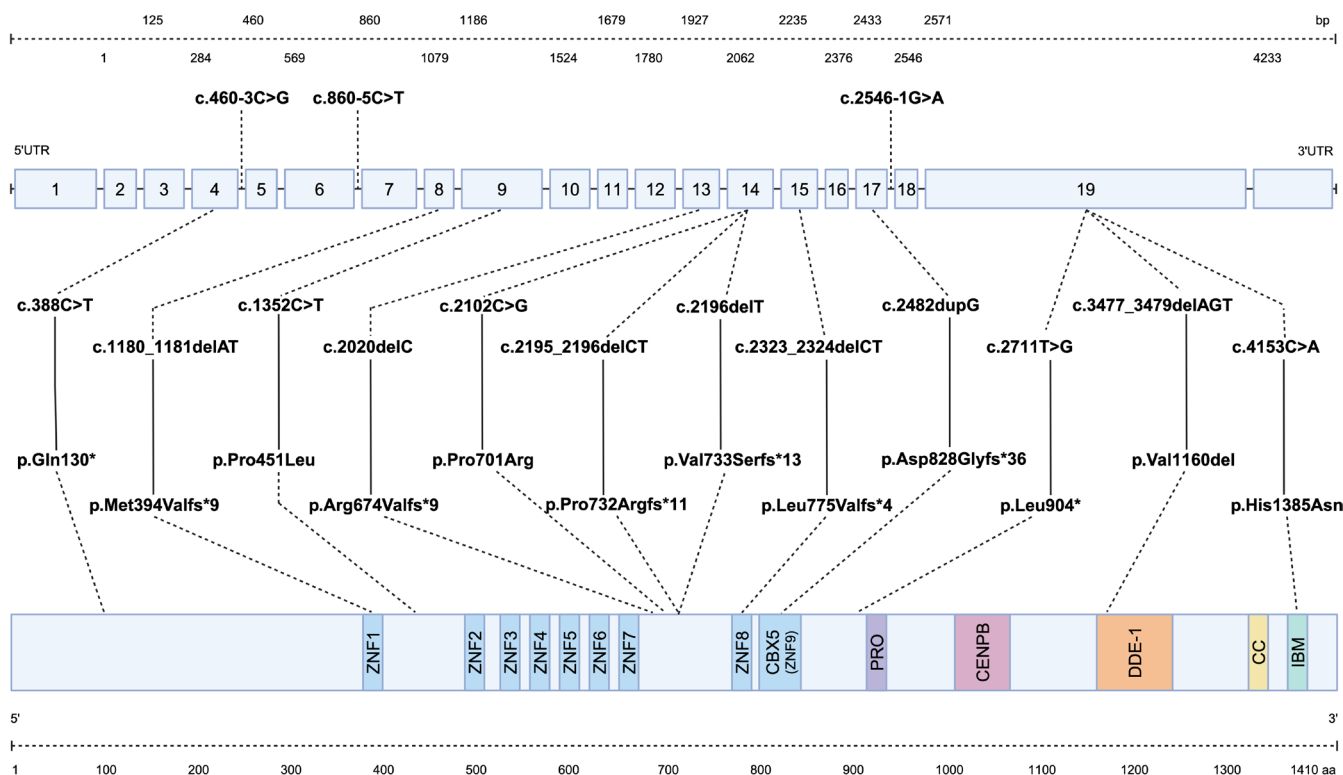 125 460 860 1186 1679 1927 2235 2433 2571 bp
1 284 569 1079 1524 1780 2062 2376 2546 4233
c.460-3C>G c.860-5C>T c.2546-1G>A
5'UTR 3'UTR
1 2 3 4 5 6 7 8 9 10 11 12 13 14 15 16 17 18 19
c.388C>T c.1352C>T c.2102C>G c.2196delT c.2482dupG c.3477_3479delAGT
c.1180_1181delAT c.2020delC c.2195_2196delCT c.2323_2324delCT c.2711T>G c.4153C>A
p.Gln130* p.Pro451Leu p.Pro701Arg p.Val733Serfs*13 p.Asp828Glyfs*36 p.Val1160del
p.Met394Valfs*9 p.Arg674Valfs*9 p.Pro732Argfs*11 p.Leu775Valfs*4 p.Leu904* p.His1385Asn
ZNF1 ZNF2 ZNF3 ZNF4 ZNF5 ZNF6 ZNF7 ZNF8 CBX5 (ZNF9) PRO CENPB DDE-1 CC IBM
5' 3'
1 100 200 300 400 500 600 700 800 900 1000 1100 1200 1300 1410 aa